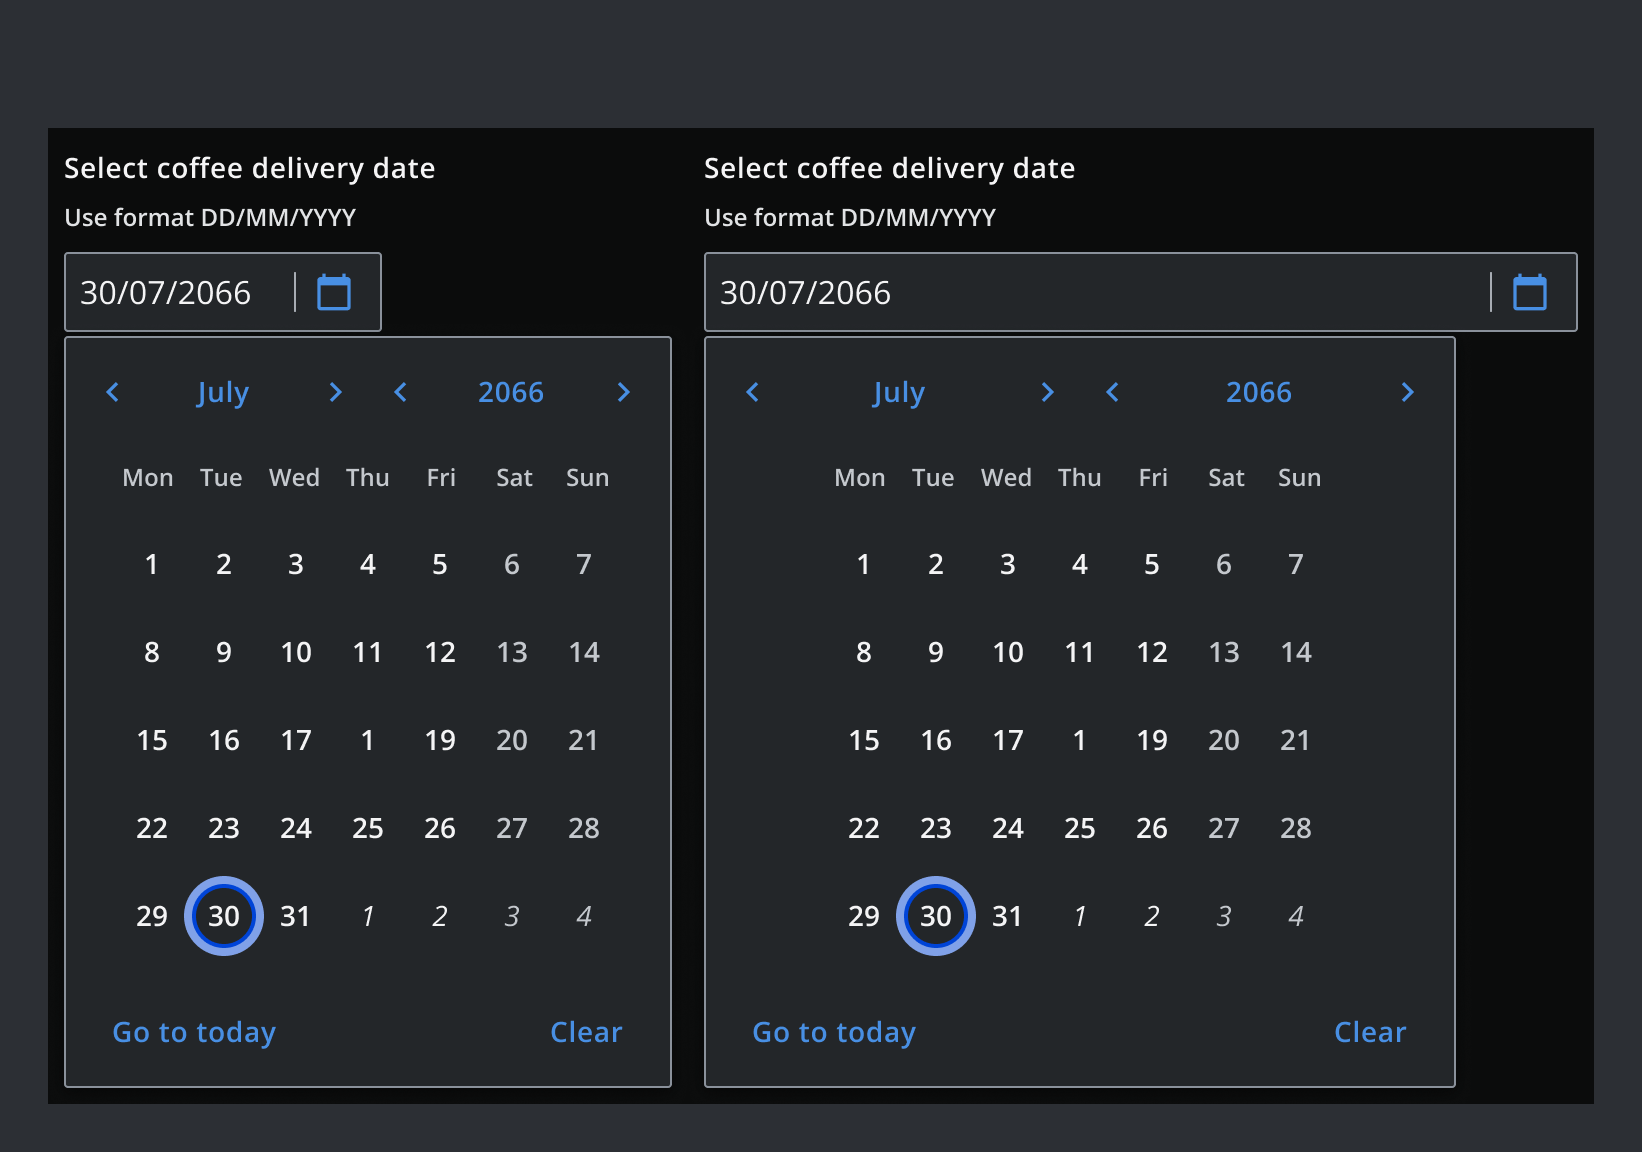 Select coffee delivery date
Use format DD/MM/YYYY
30/07/2066
July 2066
Mon Tue Wed Thu Fri Sat Sun
1 2 3 4 5 6 7
8 9 10 11 12 13 14
15 16 17 1 19 20 21
22 23 24 25 26 27 28
29 30 31 1 2 3 4
Go to today Clear
Select coffee delivery date
Use format DD/MM/YYYY
30/07/2066
July 2066
Mon Tue Wed Thu Fri Sat Sun
1 2 3 4 5 6 7
8 9 10 11 12 13 14
15 16 17 1 19 20 21
22 23 24 25 26 27 28
29 30 31 1 2 3 4
Go to today Clear